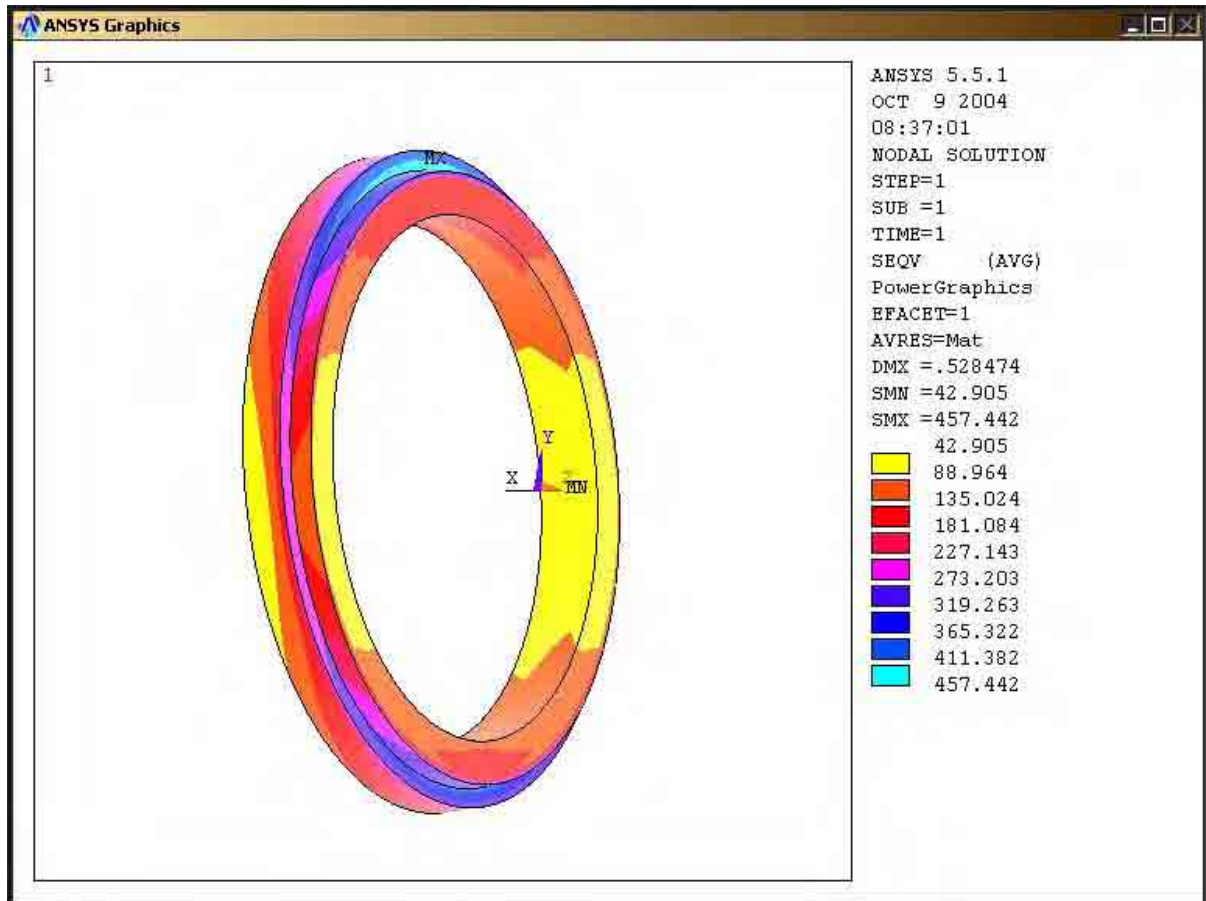 ANSYS Graphics
1
ANSYS 5.5.1
OCT 9 2004
08:37:01
NODAL SOLUTION
STEP=1
SUB =1
TIME=1
SEQV (AVG)
PowerGraphics
EFACET=1
AVRES=Mat
DMX =.528474
SMN =42.905
SMX =457.442
42.905
88.964
135.024
181.084
227.143
273.203
319.263
365.322
411.382
457.442
MX
Y
X
MN